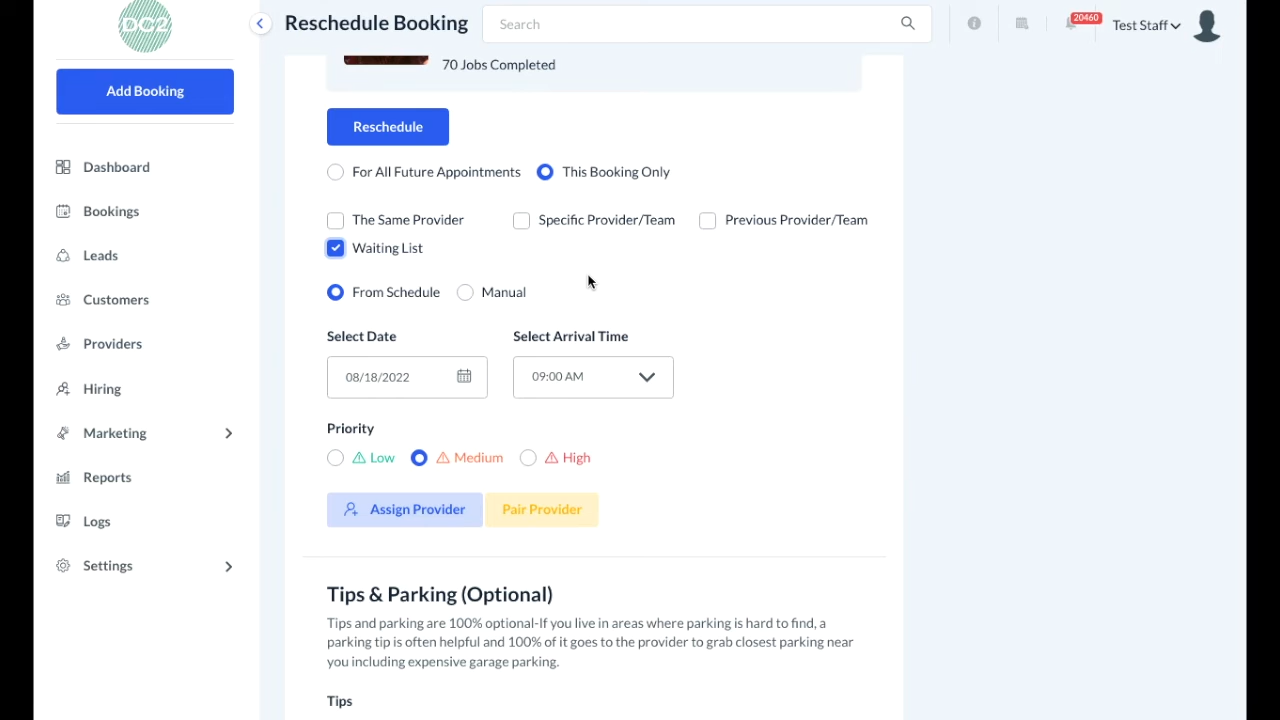 DC2
Reschedule Booking
Search
20460
Test Staff
Add Booking
Dashboard
Bookings
Leads
Customers
Providers
Hiring
Marketing
Reports
Logs
Settings
70 Jobs Completed
Reschedule
For All Future Appointments This Booking Only
The Same Provider Specific Provider/Team Previous Provider/Team
Waiting List
From Schedule Manual
Select Date Select Arrival Time
08/18/2022 09:00 AM
Priority
Low Medium High
Assign Provider Pair Provider
Tips & Parking (Optional)
Tips and parking are 100% optional-If you live in areas where parking is hard to find, a
parking tip is often helpful and 100% of it goes to the provider to grab closest parking near
you including expensive garage parking.
Tips